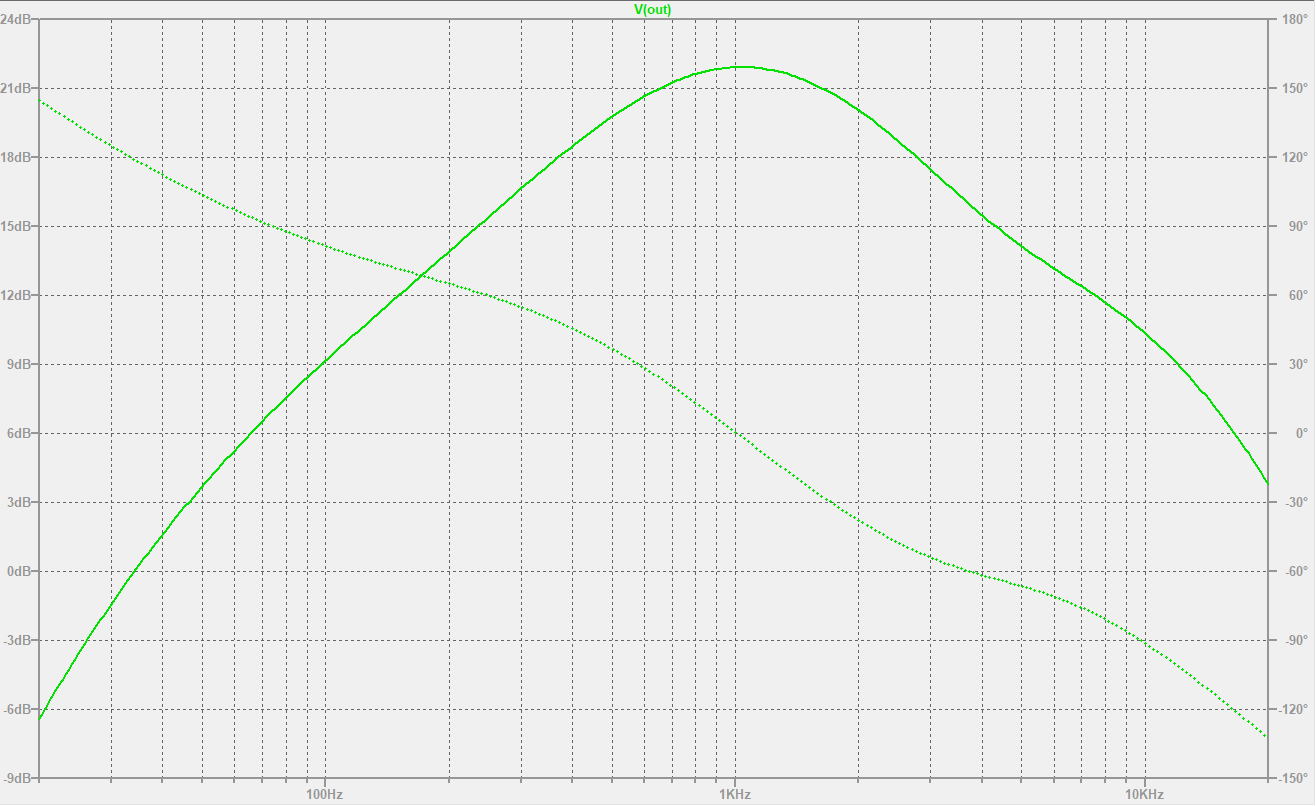 V(out)
24dB 180°
21dB 150°
18dB 120°
15dB 90°
12dB 60°
9dB 30°
6dB 0°
3dB -30°
0dB -60°
-3dB -90°
-6dB -120°
-9dB -150°
100Hz 1KHz 10KHz